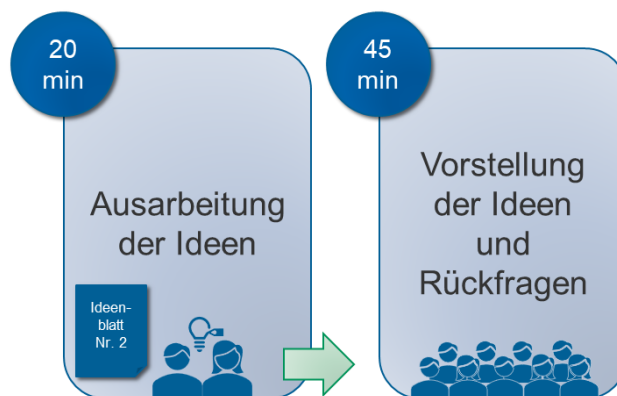 20
min
Ausarbeitung
der Ideen
Ideen-
blatt
Nr. 2
45
min
Vorstellung
der Ideen
und
Rückfragen